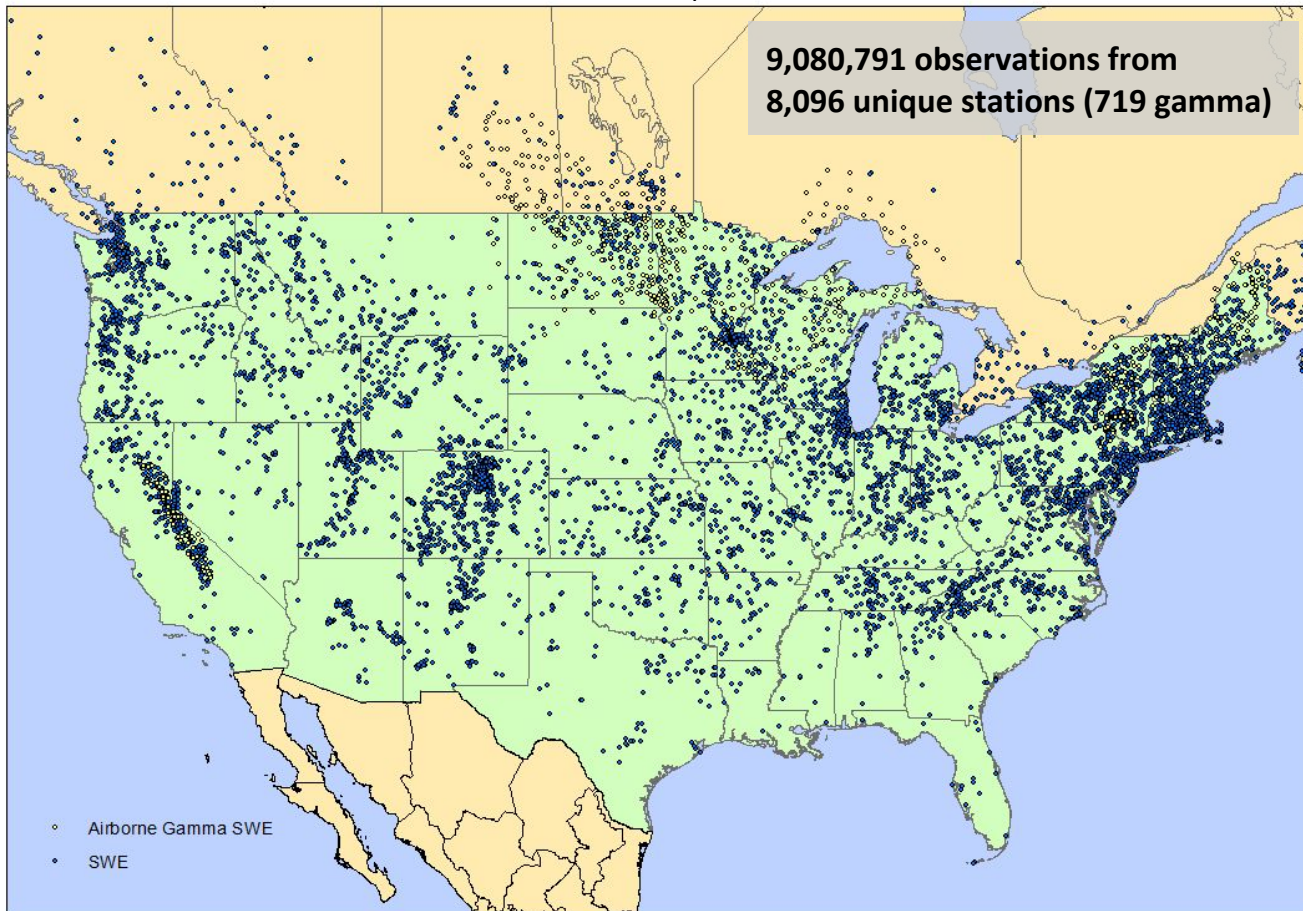 9,080,791 observations from
8,096 unique stations (719 gamma)
Airborne Gamma SWE
SWE